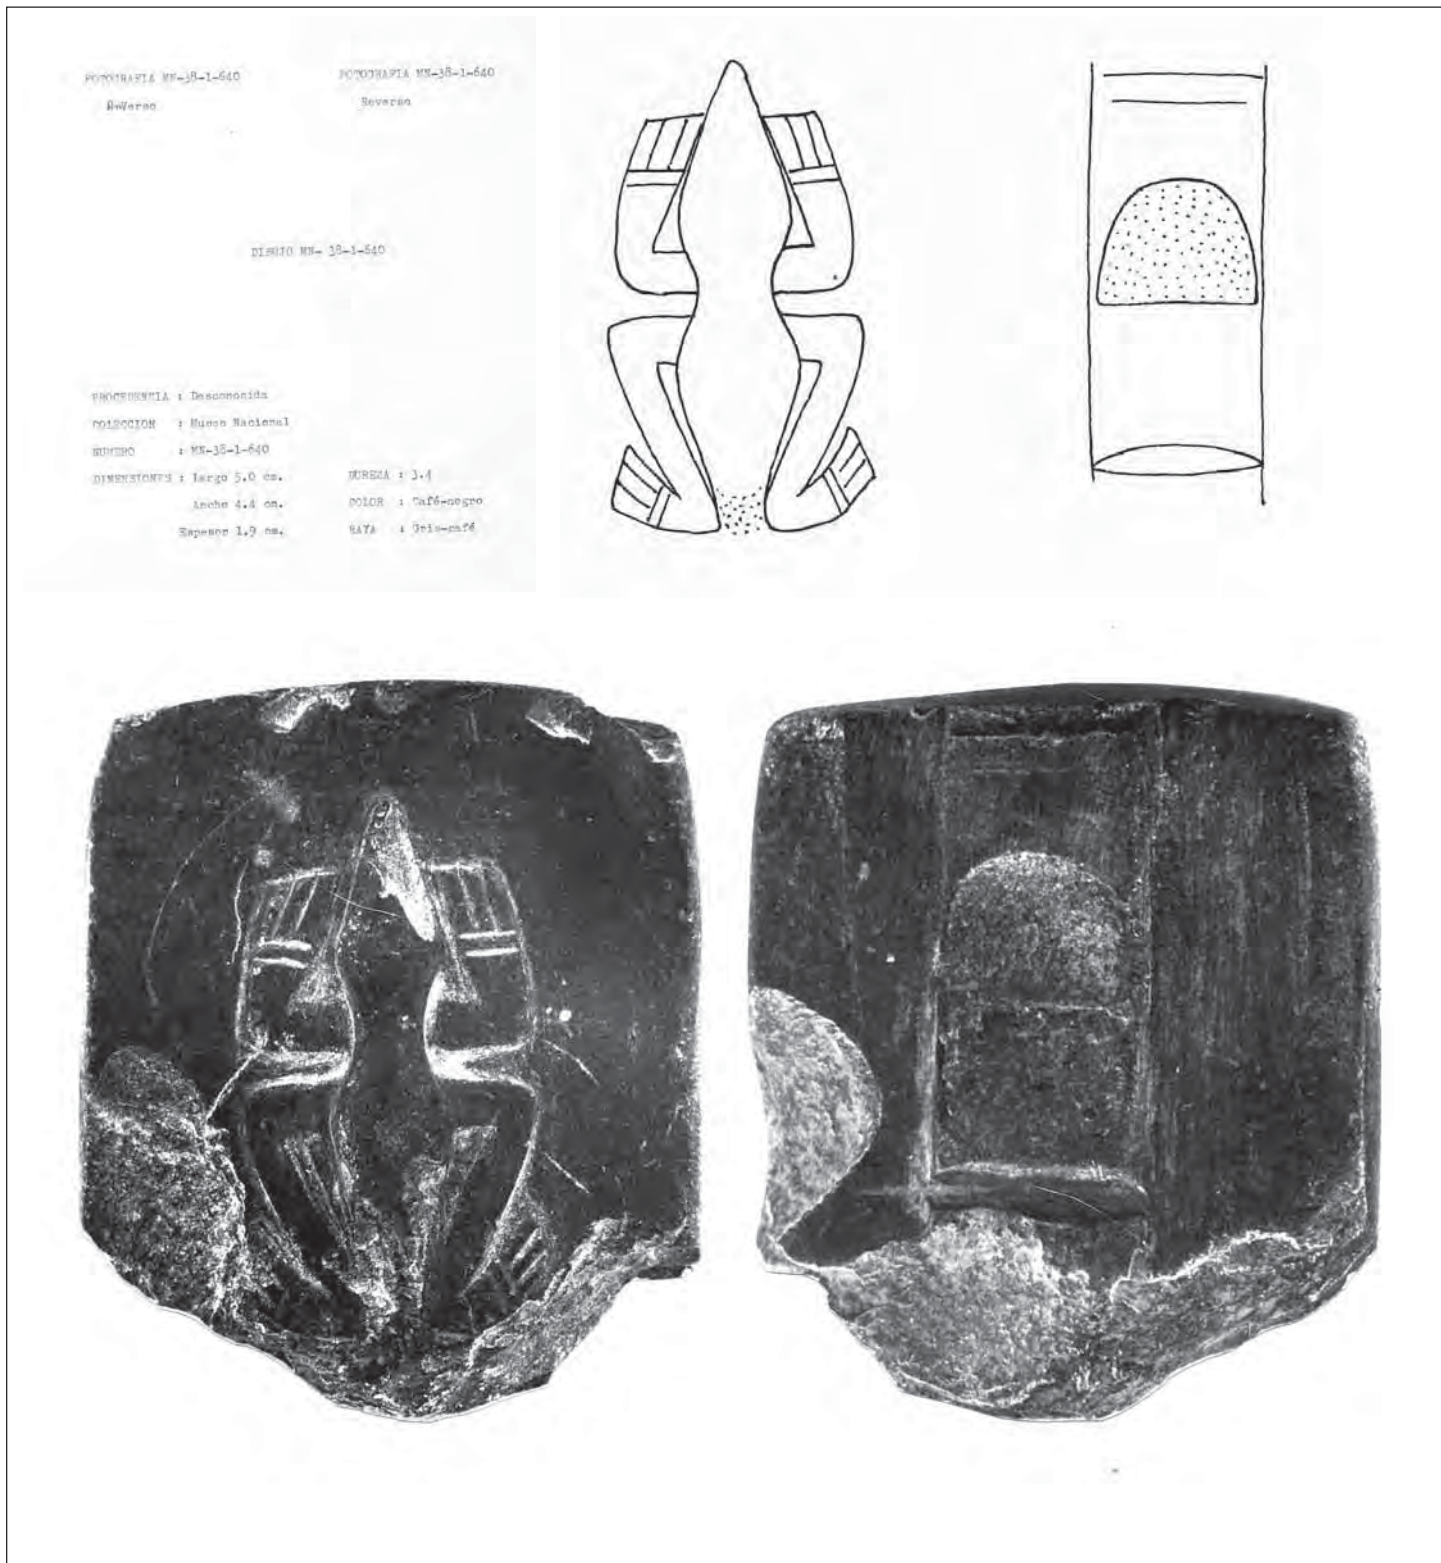 FOTOGRAFIA MN-38-1-640
FOTOGRAFIA MN-38-1-640
Reverso
DIBUJO MN- 38-1-640
PROCEDENCIA : Desconocida
COLECCION : Museo Nacional
NUMERO : MN-38-1-640
DIMENSIONES : Largo 5.0 cm. DUREZA : 3.4
Ancho 4.4 cm. COLOR : Café-negro
Espesor 1.9 cm. RAYA : Gris-café